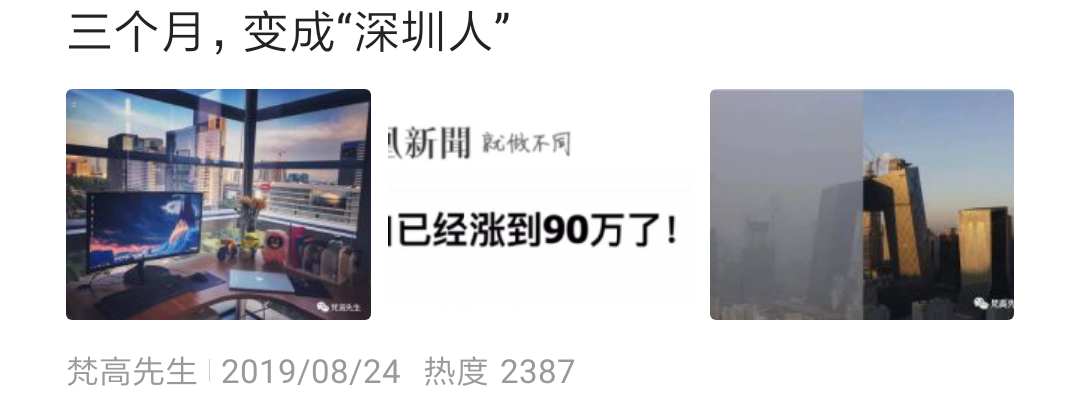 三个月，变成“深圳人”
新聞 就做不同
已经涨到90万了！
梵高先生
梵高先
梵高先生 | 2019/08/24 热度 2387